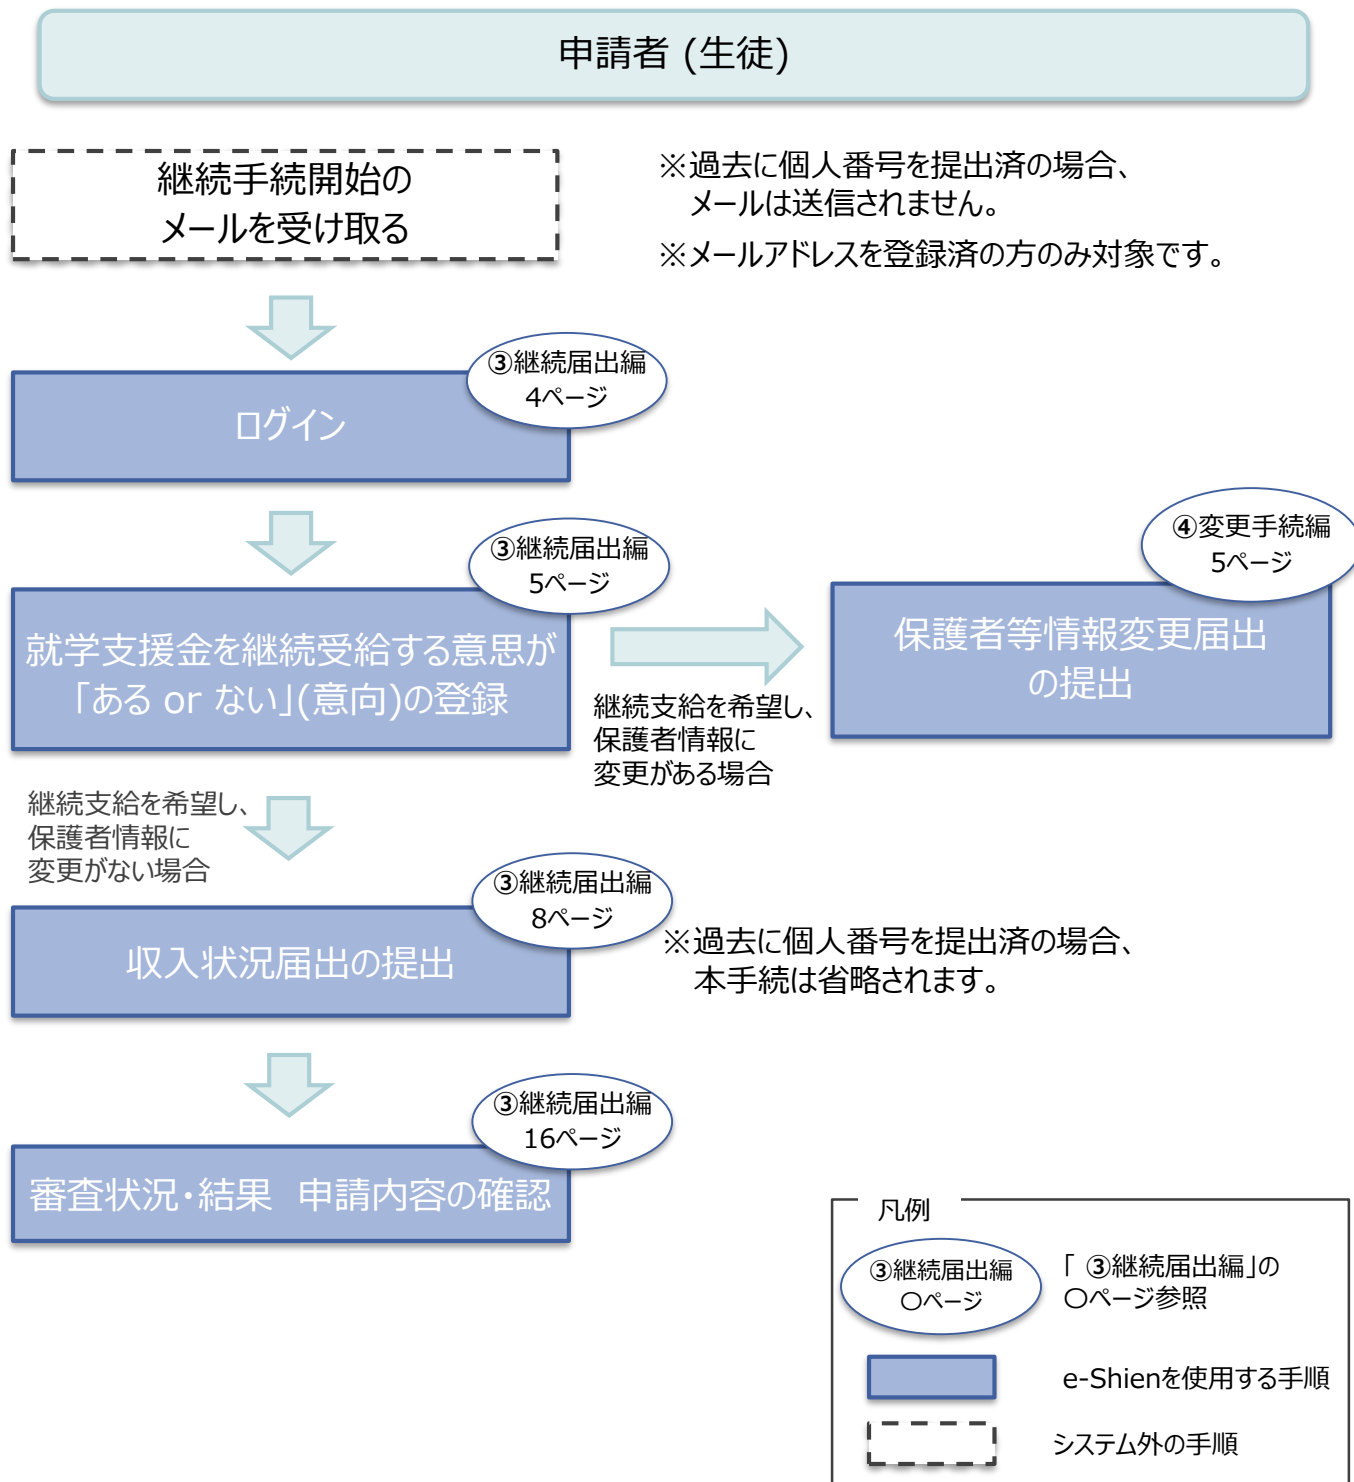 申請者 (生徒)
継続手続開始の
メールを受け取る
※過去に個人番号を提出済の場合、
メールは送信されません。
※メールアドレスを登録済の方のみ対象です。
③継続届出編
4ページ
ログイン
③継続届出編
5ページ
就学支援金を継続受給する意思が
「ある or ない」(意向)の登録
④変更手続編
5ページ
保護者等情報変更届出
の提出
継続支給を希望し、
保護者情報に
変更がある場合
継続支給を希望し、
保護者情報に
変更がない場合
③継続届出編
8ページ
収入状況届出の提出
※過去に個人番号を提出済の場合、
本手続は省略されます。
③継続届出編
16ページ
審査状況・結果　申請内容の確認
凡例
③継続届出編
〇ページ
「 ③継続届出編」の
〇ページ参照
e-Shienを使用する手順
システム外の手順